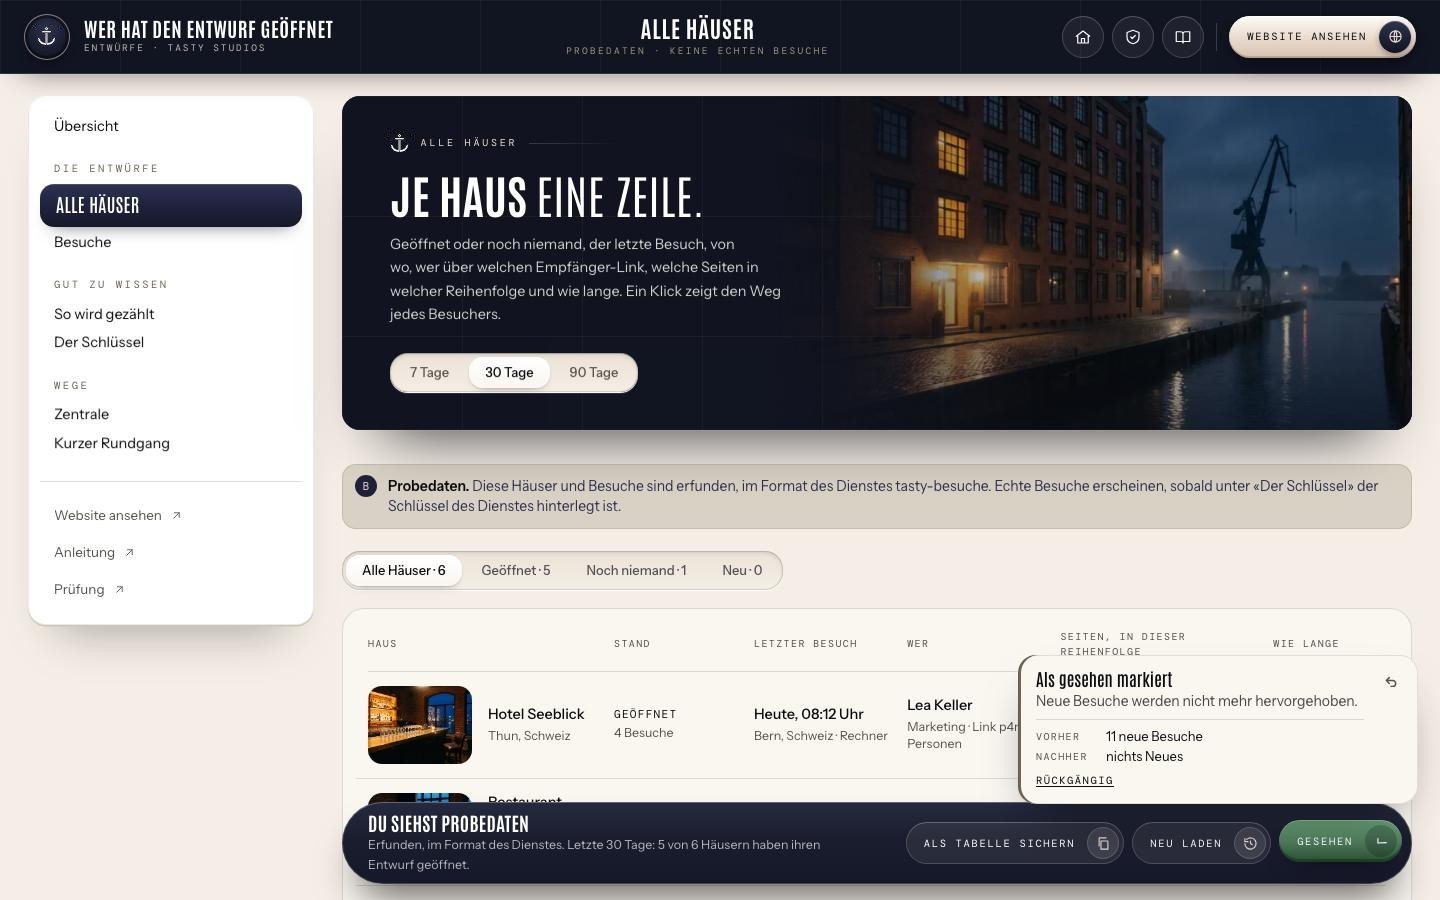 WER HAT DEN ENTWURF GEÖFFNET
ENTWÜRFE · TASTY STUDIOS
ALLE HÄUSER
PROBEDATEN · KEINE ECHTEN BESUCHE
WEBSITE ANSEHEN
Übersicht
DIE ENTWÜRFE
ALLE HÄUSER
Besuche
GUT ZU WISSEN
So wird gezählt
Der Schlüssel
WEGE
Zentrale
Kurzer Rundgang
Website ansehen
Anleitung
Prüfung
ALLE HÄUSER
JE HAUS EINE ZEILE.
Geöffnet oder noch niemand, der letzte Besuch, von
wo, wer über welchen Empfänger-Link, welche Seiten in
welcher Reihenfolge und wie lange. Ein Klick zeigt den Weg
jedes Besuchers.
7 Tage 30 Tage 90 Tage
B Probedaten. Diese Häuser und Besuche sind erfunden, im Format des Dienstes tasty-besuche. Echte Besuche erscheinen, sobald unter «Der Schlüssel» der
Schlüssel des Dienstes hinterlegt ist.
Alle Häuser · 6 Geöffnet · 5 Noch niemand · 1 Neu · 0
HAUS STAND LETZTER BESUCH WER SEITEN, IN DIESER
REIHENFOLGE WIE LANGE
Hotel Seeblick
Thun, Schweiz
GEÖFFNET
4 Besuche
Heute, 08:12 Uhr
Bern, Schweiz · Rechner
Lea Keller
Marketing · Link
Personen
Als gesehen markiert
Neue Besuche werden nicht mehr hervorgehoben.
VORHER 11 neue Besuche
NACHHER nichts Neues
RÜCKGÄNGIG
Restaurant
DU SIEHST PROBEDATEN
Erfunden, im Format des Dienstes. Letzte 30 Tage: 5 von 6 Häusern haben ihren
Entwurf geöffnet.
ALS TABELLE SICHERN
NEU LADEN
GESEHEN